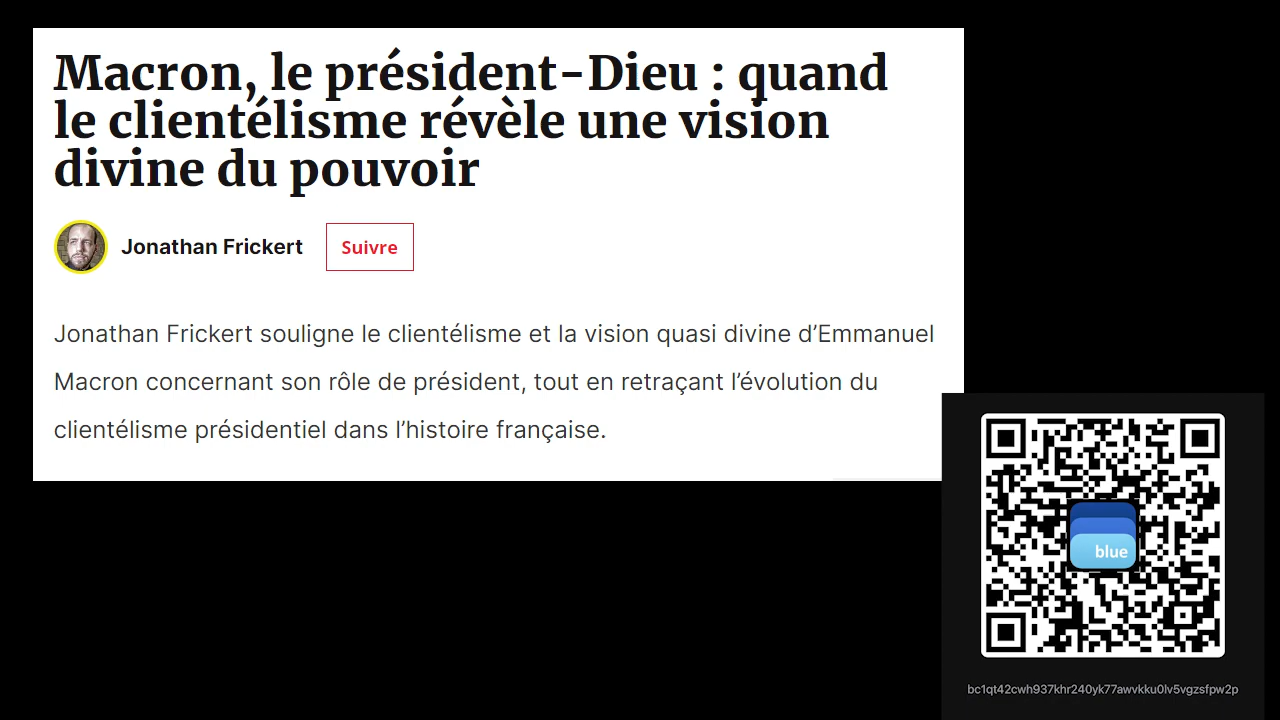 Macron, le président-Dieu : quand
le clientélisme révèle une vision
divine du pouvoir
Jonathan Frickert
Suivre
Jonathan Frickert souligne le clientélisme et la vision quasi divine d’Emmanuel
Macron concernant son rôle de président, tout en retraçant l’évolution du
clientélisme présidentiel dans l’histoire française.
blue
bc1qt42cwh937khr240yk77awvkku0lv5vgzsfpw2p